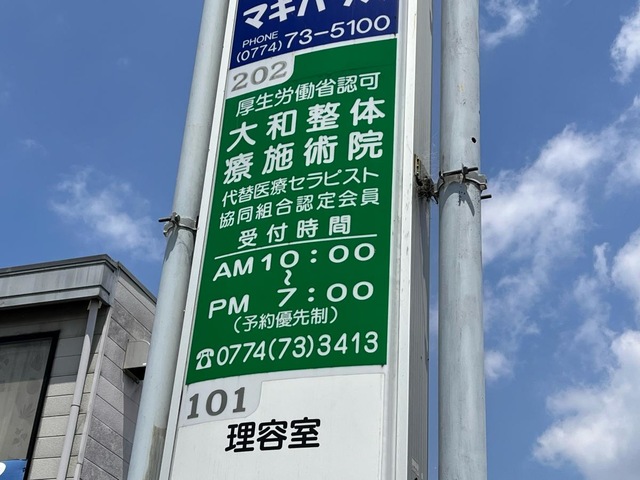 PHONE
(0774)73-5100
202
厚生労働省認可
大和整体
療施術院
代替医療セラピスト
協同組合認定会員
受付時間
AM10:00
〜
PM 7:00
(予約優先制)
☎0774(73)3413
101
理容室